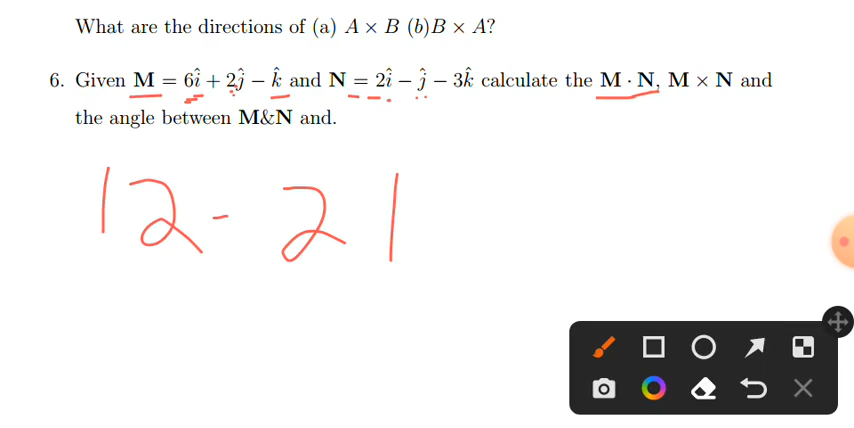 What are the directions of (a) A × B (b)B × A?
6. Given M = 6î + 2ĵ − k̂ and N = 2î − ĵ − 3k̂ calculate the M · N, M × N and
the angle between M&N and.
12 - 2 |